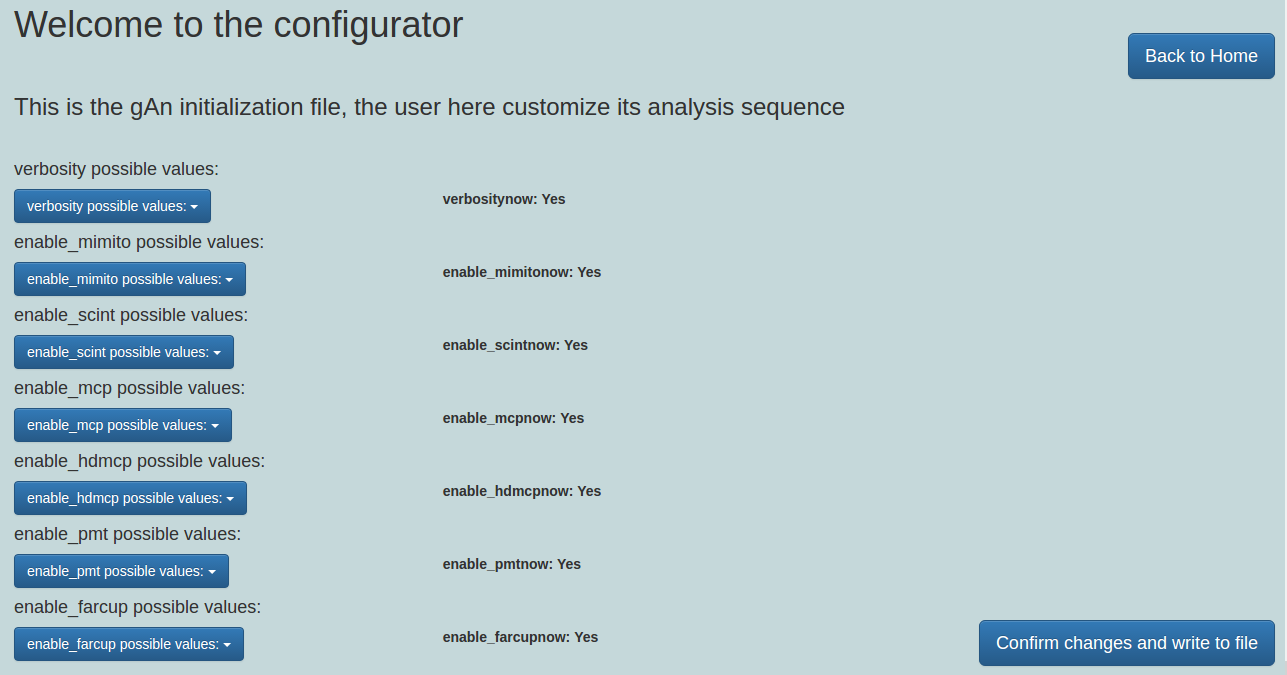 Welcome to the configurator
Back to Home
This is the gAn initialization file, the user here customize its analysis sequence
verbosity possible values:
verbosity possible values:
verbositynow: Yes
enable_mimito possible values:
enable_mimito possible values:
enable_mimitonow: Yes
enable_scint possible values:
enable_scint possible values:
enable_scintnow: Yes
enable_mcp possible values:
enable_mcp possible values:
enable_mcpnow: Yes
enable_hdmcp possible values:
enable_hdmcp possible values:
enable_hdmcpnow: Yes
enable_pmt possible values:
enable_pmt possible values:
enable_pmtnow: Yes
enable_farcup possible values:
enable_farcup possible values:
enable_farcupnow: Yes
Confirm changes and write to file